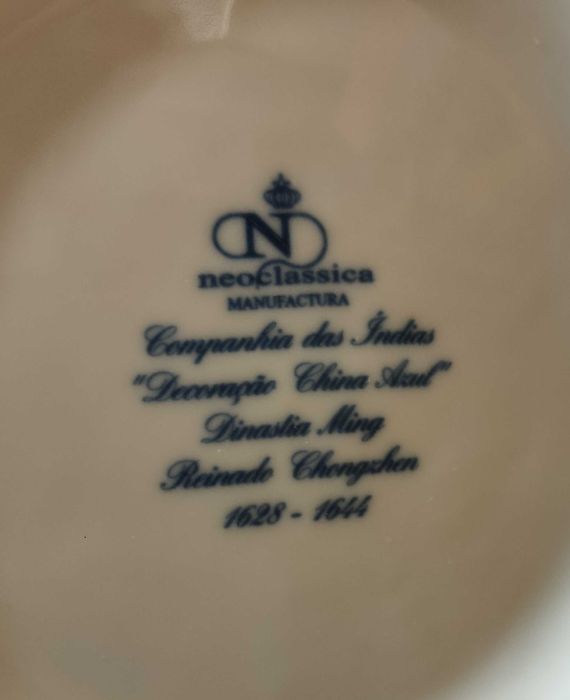 N
neoclassica
MANUFACTURA
Companhia das Índias
"Decoração China Azul"
Dinastia Ming
Reinado Chongzhen
1628 - 1644